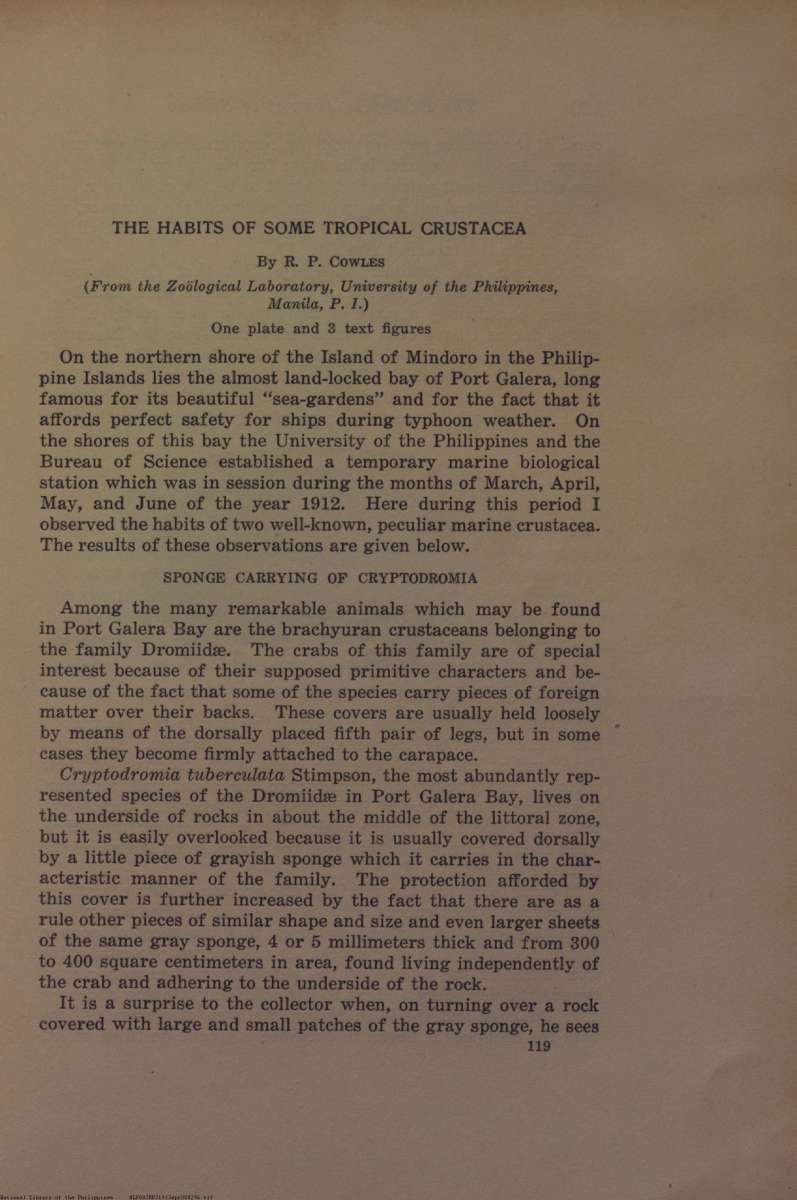 THE HABITS OF SOME TROPICAL CRUSTACEA
By R. P. COWLES
(From the Zoölogical Laboratory, University of the Philippines,
Manila, P. I.)
One plate and 3 text figures
On the northern shore of the Island of Mindoro in the Philip-
pine Islands lies the almost land-locked bay of Port Galera, long
famous for its beautiful “sea-gardens” and for the fact that it
affords perfect safety for ships during typhoon weather. On
the shores of this bay the University of the Philippines and the
Bureau of Science established a temporary marine biological
station which was in session during the months of March, April,
May, and June of the year 1912. Here during this period I
observed the habits of two well-known, peculiar marine crustacea.
The results of these observations are given below.
SPONGE CARRYING OF CRYPTODROMIA
Among the many remarkable animals which may be found
in Port Galera Bay are the brachyuran crustaceans belonging to
the family Dromiidæ. The crabs of this family are of special
interest because of their supposed primitive characters and be-
cause of the fact that some of the species carry pieces of foreign
matter over their backs. These covers are usually held loosely
by means of the dorsally placed fifth pair of legs, but in some
cases they become firmly attached to the carapace.
Cryptodromia tuberculata Stimpson, the most abundantly rep-
resented species of the Dromiidæ in Port Galera Bay, lives on
the underside of rocks in about the middle of the littoral zone,
but it is easily overlooked because it is usually covered dorsally
by a little piece of grayish sponge which it carries in the char-
acteristic manner of the family. The protection afforded by
this cover is further increased by the fact that there are as a
rule other pieces of similar shape and size and even larger sheets
of the same gray sponge, 4 or 5 millimeters thick and from 300
to 400 square centimeters in area, found living independently of
the crab and adhering to the underside of the rock.
It is a surprise to the collector when, on turning over a rock
covered with large and small patches of the gray sponge, he sees
119
National Library of the Philippines